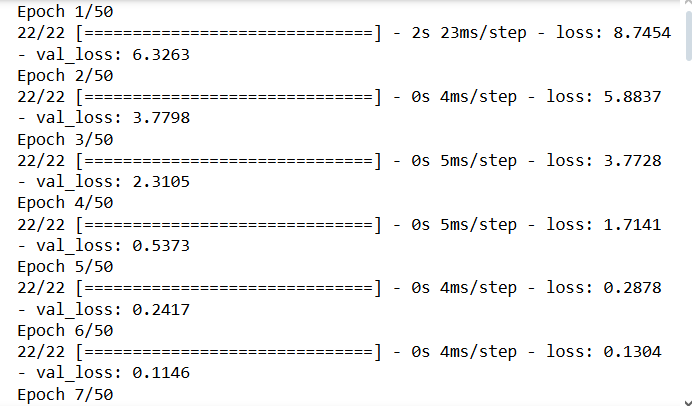 Epoch 1/50
22/22 [==============================] - 2s 23ms/step - loss: 8.7454
- val_loss: 6.3263
Epoch 2/50
22/22 [==============================] - 0s 4ms/step - loss: 5.8837
- val_loss: 3.7798
Epoch 3/50
22/22 [==============================] - 0s 5ms/step - loss: 3.7728
- val_loss: 2.3105
Epoch 4/50
22/22 [==============================] - 0s 5ms/step - loss: 1.7141
- val_loss: 0.5373
Epoch 5/50
22/22 [==============================] - 0s 4ms/step - loss: 0.2878
- val_loss: 0.2417
Epoch 6/50
22/22 [==============================] - 0s 4ms/step - loss: 0.1304
- val_loss: 0.1146
Epoch 7/50